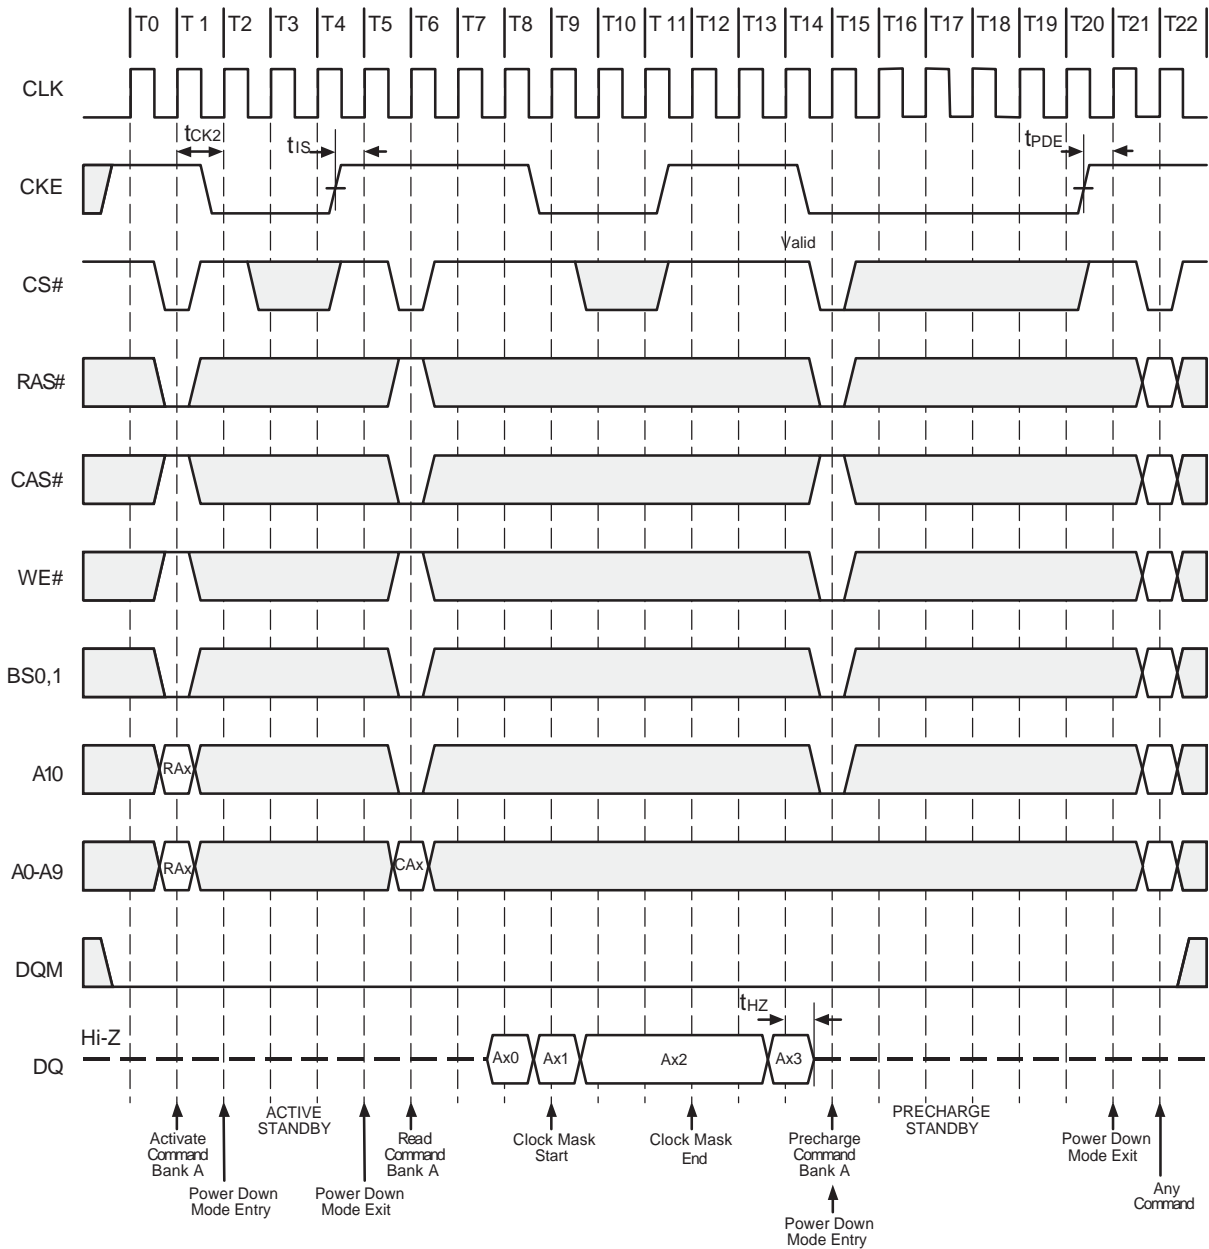 T0 T 1 T2 T3 T4 T5 T6 T7 T8 T9 T10 T 11 T12 T13 T14 T15 T16 T17 T18 T19 T20 T21 T22
CLK
tCK2
tIS
tPDE
CKE
Valid
CS#
RAS#
CAS#
WE#
BS0,1
A10
RAx
A0-A9
RAx
CAx
DQM
tHZ
Hi-Z
DQ
Ax0
Ax1
Ax2
Ax3
ACTIVE
STANDBY
PRECHARGE
STANDBY
Activate
Command
Bank A
Power Down
Mode Entry
Power Down
Mode Exit
Read
Command
Bank A
Clock Mask
Start
Clock Mask
End
Precharge
Command
Bank A
Power Down
Mode Entry
Power Down
Mode Exit
Any
Command